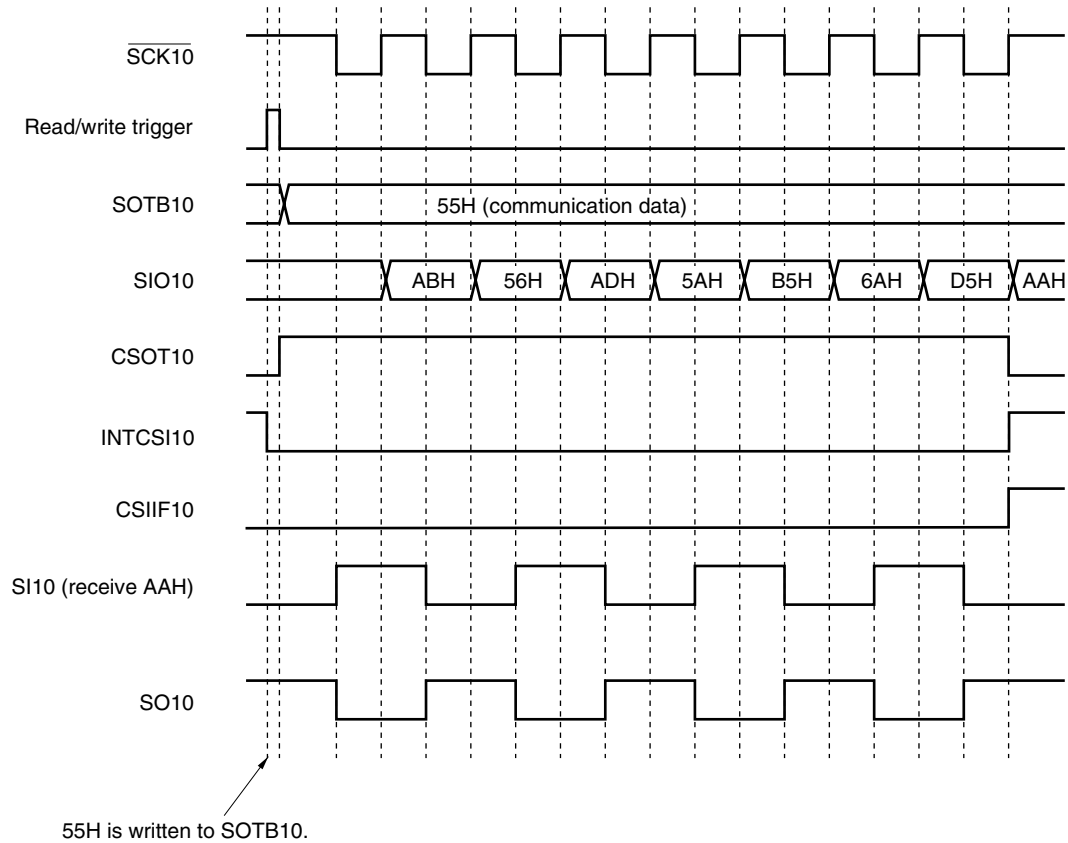 SCK10
Read/write trigger
SOTB10
55H (communication data)
SIO10
ABH 56H ADH 5AH B5H 6AH D5H AAH
CSOT10
INTCSI10
CSIIF10
SI10 (receive AAH)
SO10
55H is written to SOTB10.